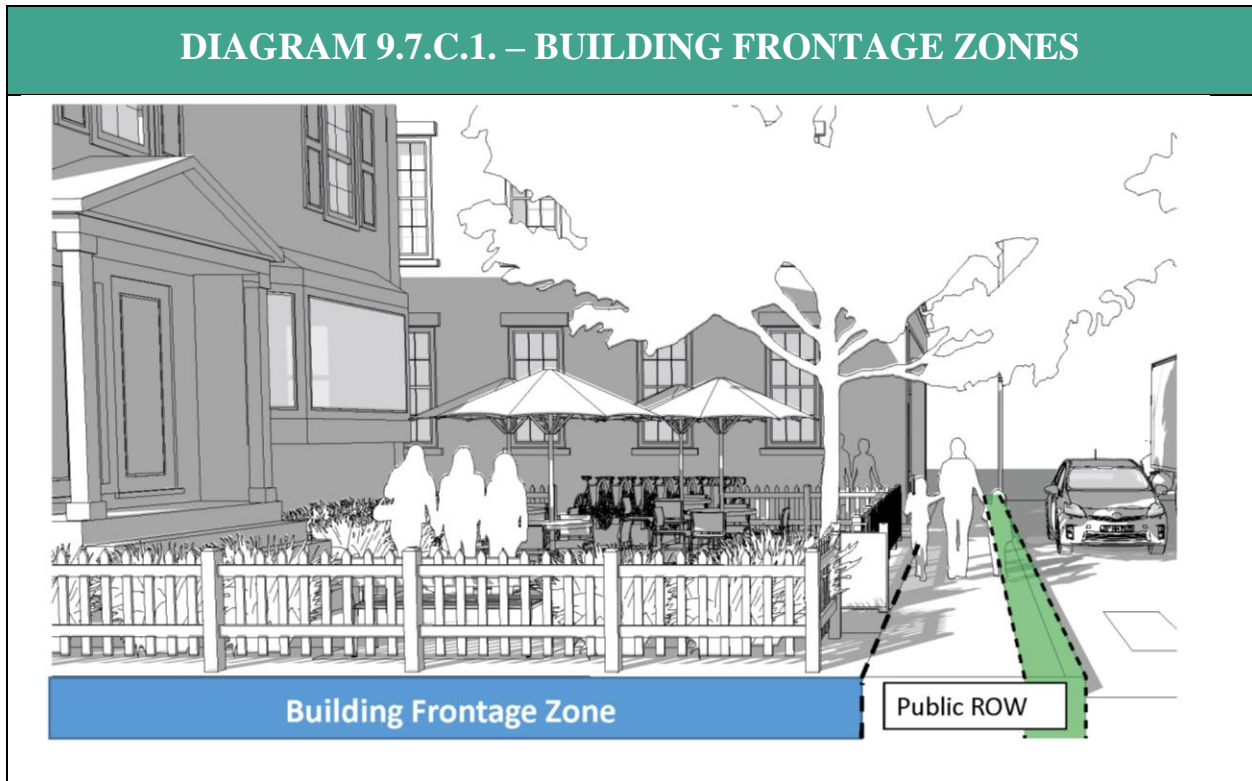 DIAGRAM 9.7.C.1. – BUILDING FRONTAGE ZONES
Building Frontage Zone
Public ROW